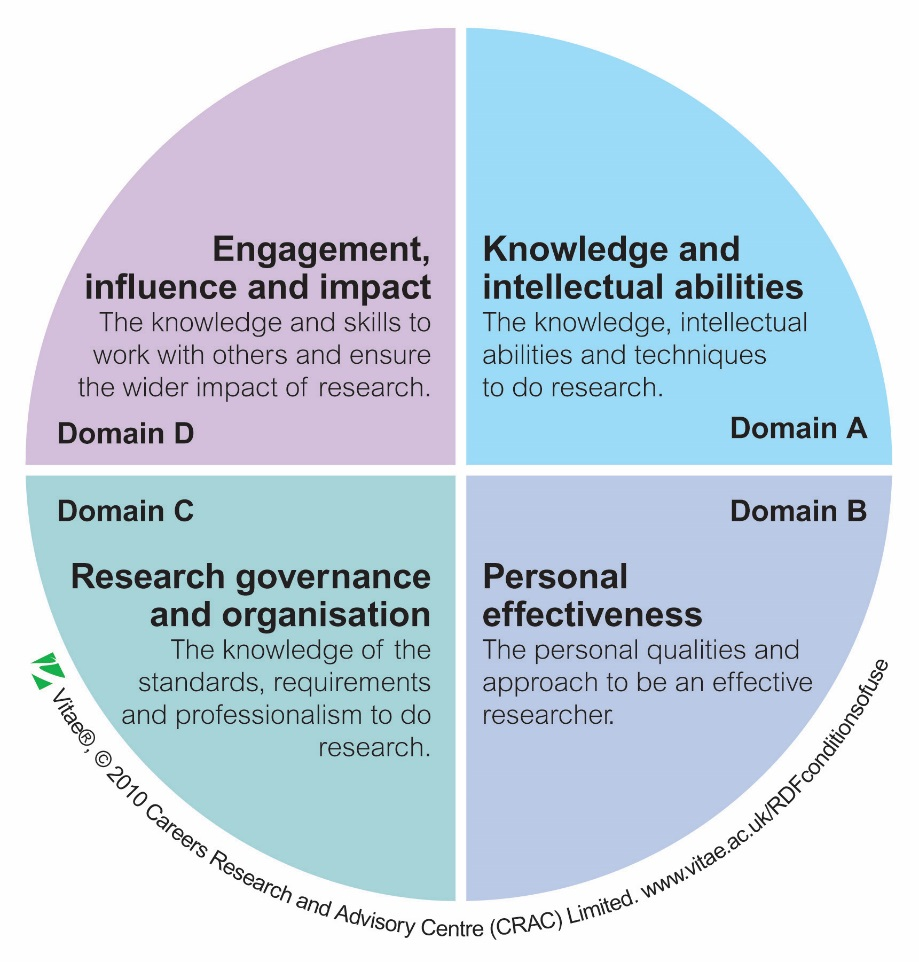 Engagement,
influence and impact
The knowledge and skills to
work with others and ensure
the wider impact of research.
Domain D
Knowledge and
intellectual abilities
The knowledge, intellectual
abilities and techniques
to do research.
Domain A
Domain C
Research governance
and organisation
The knowledge of the
standards, requirements
and professionalism to do
research.
Domain B
Personal
effectiveness
The personal qualities and
approach to be an effective
researcher.
Vitae®, © 2010 Careers Research and Advisory Centre (CRAC) Limited. www.vitae.ac.uk/RDFconditionsofuse